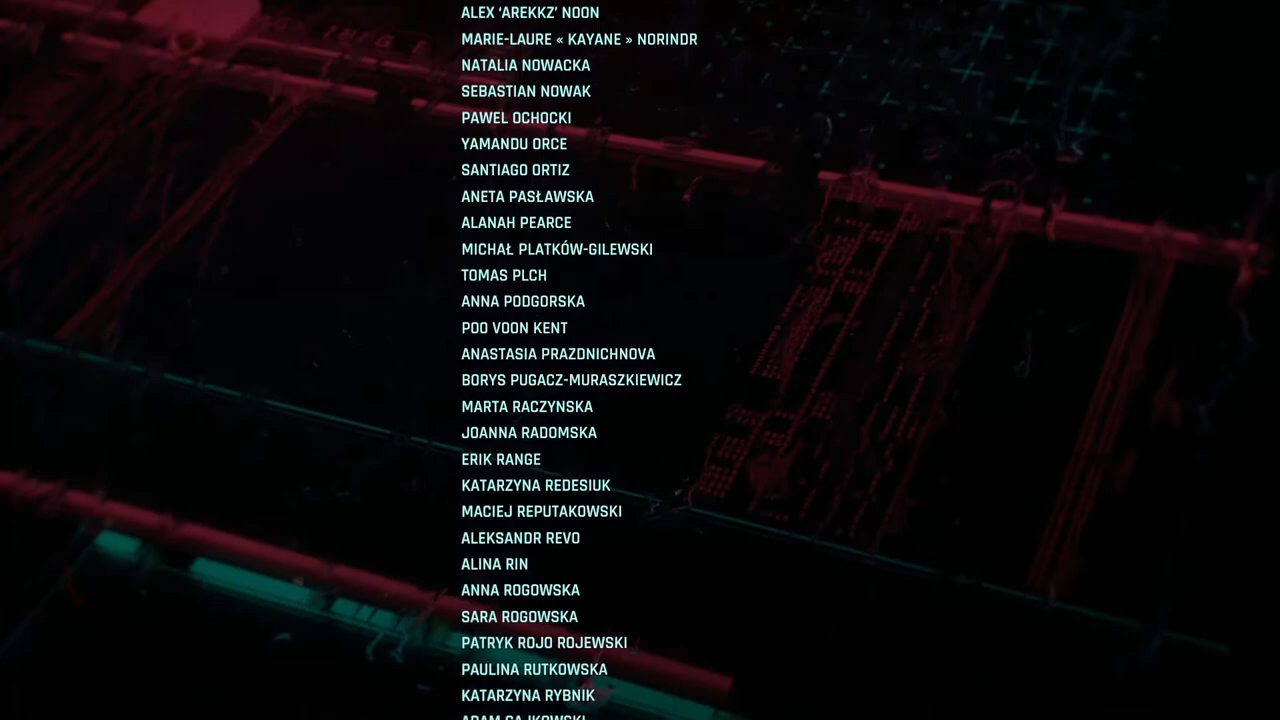 ALEX ‘AREKKZ’ NOON
MARIE-LAURE « KAYANE » NORINDR
NATALIA NOWACKA
SEBASTIAN NOWAK
PAWEL OCHOCKI
YAMANDU ORCE
SANTIAGO ORTIZ
ANETA PASŁAWSKA
ALANAH PEARCE
MICHAŁ PLATKÓW-GILEWSKI
TOMAS PLCH
ANNA PODGORSKA
POO VOON KENT
ANASTASIA PRAZDNICHNOVA
BORYS PUGACZ-MURASZKIEWICZ
MARTA RACZYNSKA
JOANNA RADOMSKA
ERIK RANGE
KATARZYNA REDESIUK
MACIEJ REPUTAKOWSKI
ALEKSANDR REVO
ALINA RIN
ANNA ROGOWSKA
SARA ROGOWSKA
PATRYK ROJO ROJEWSKI
PAULINA RUTKOWSKA
KATARZYNA RYBNIK